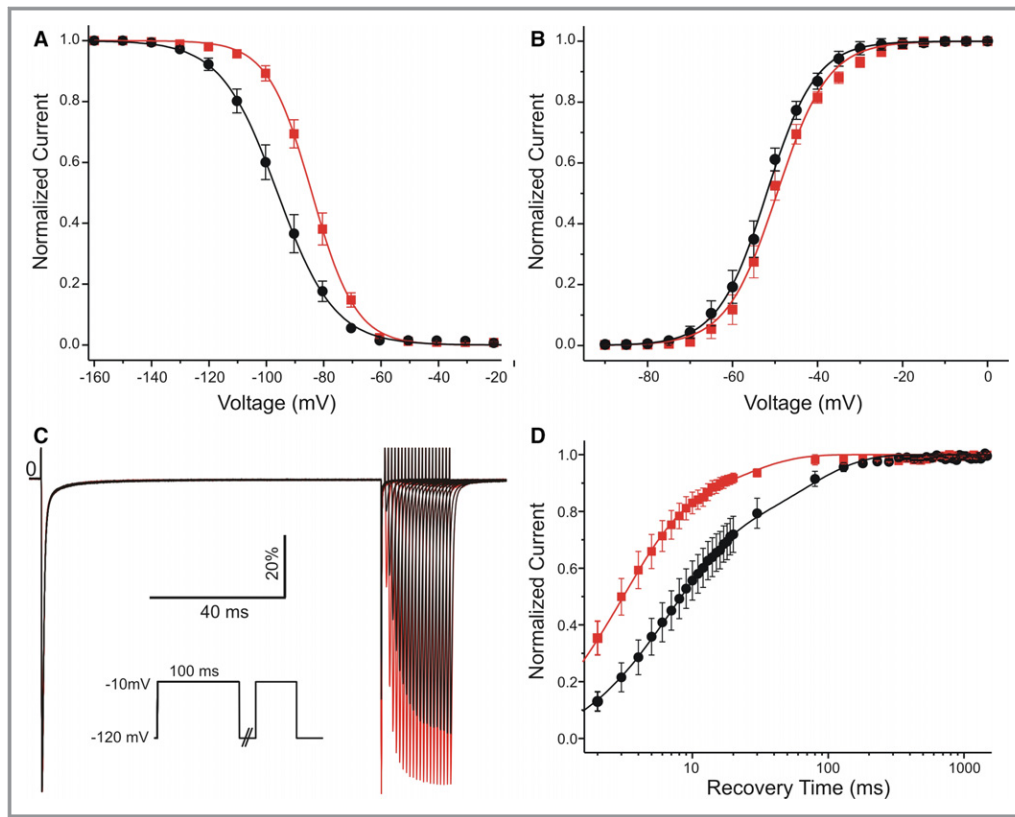 A
Normalized Current
1.0
0.8
0.6
0.4
0.2
0.0
-160 -140 -120 -100 -80 -60 -40 -20
Voltage (mV)
B
Normalized Current
1.0
0.8
0.6
0.4
0.2
0.0
-80 -60 -40 -20 0
Voltage (mV)
C
0
20%
40 ms
100 ms
-10mV
-120 mV
D
Normalized Current
1.0
0.8
0.6
0.4
0.2
0.0
10 100 1000
Recovery Time (ms)